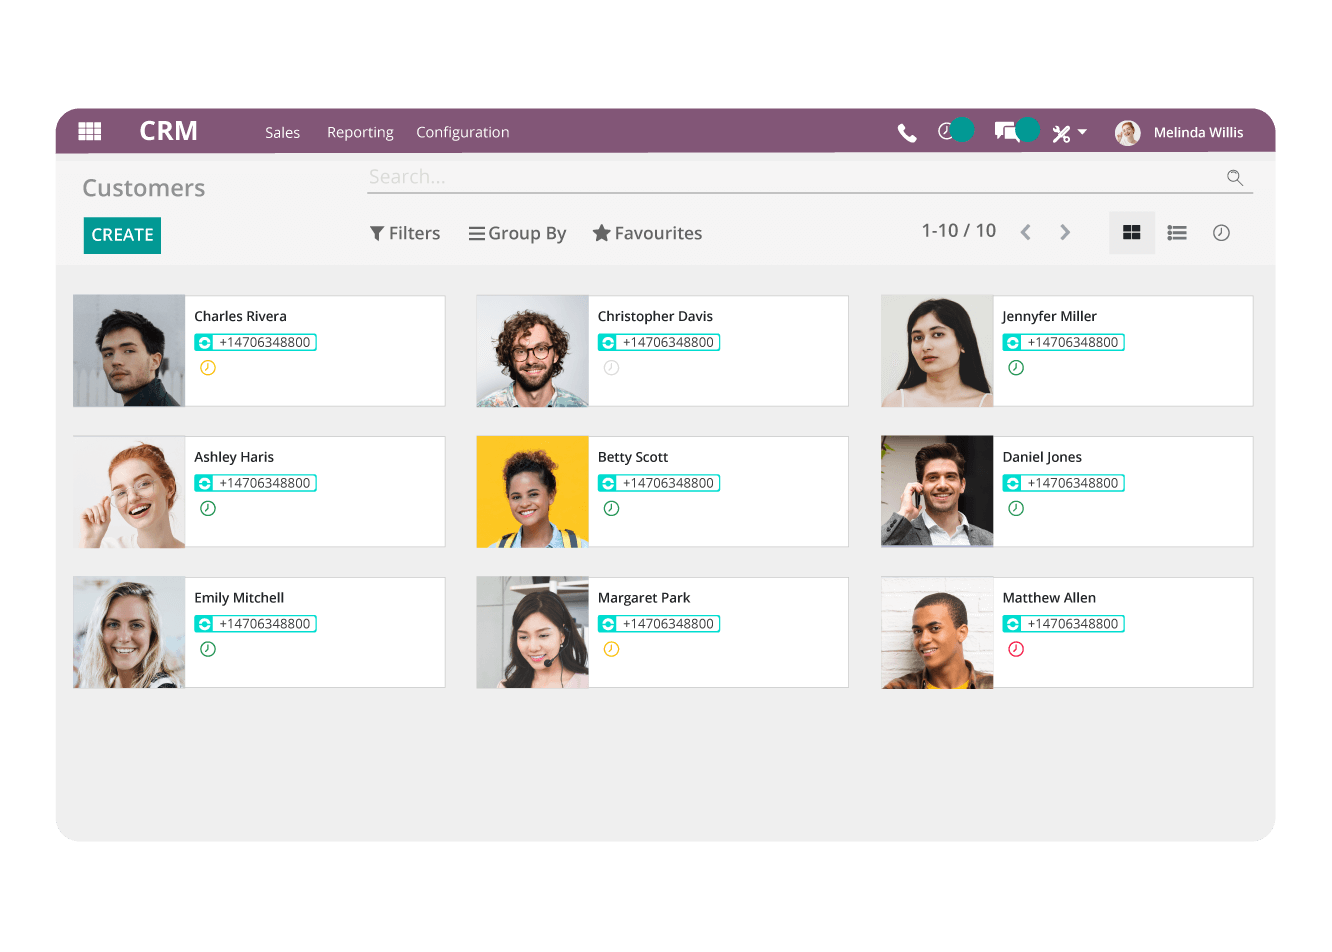 CRM
Sales
Reporting
Configuration
Melinda Willis
Customers
Search...
CREATE
Filters
Group By
Favourites
1-10 / 10
Charles Rivera
+14706348800
Christopher Davis
+14706348800
Jennyfer Miller
+14706348800
Ashley Haris
+14706348800
Betty Scott
+14706348800
Daniel Jones
+14706348800
Emily Mitchell
+14706348800
Margaret Park
+14706348800
Matthew Allen
+14706348800